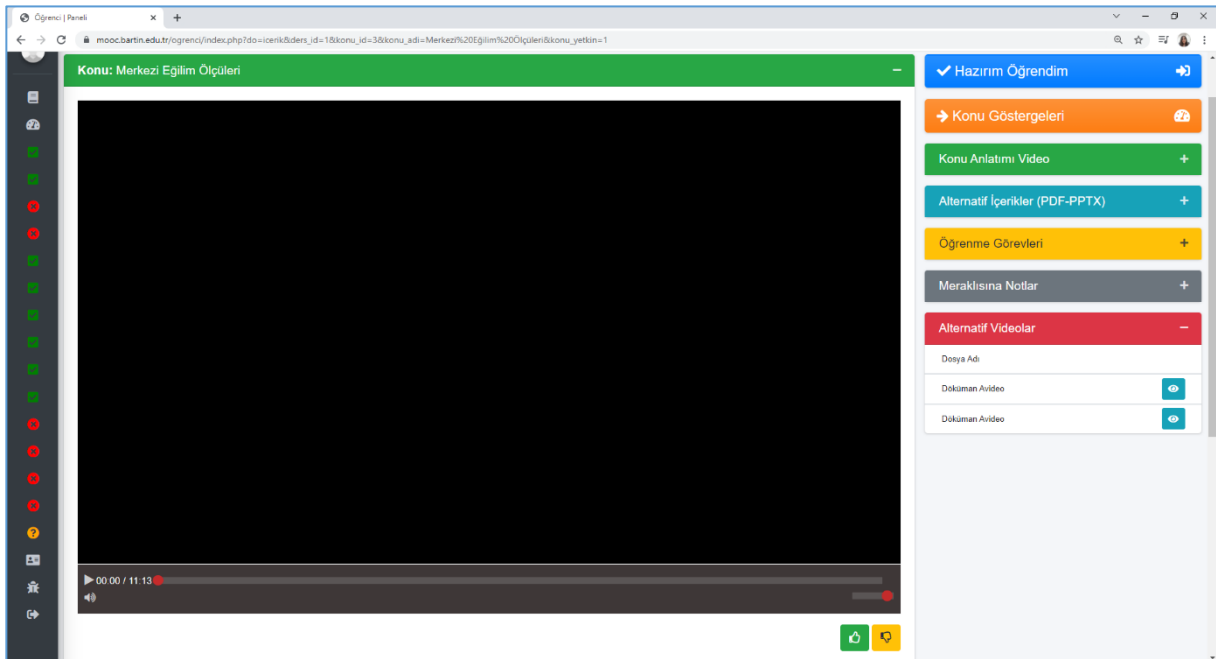 Öğrenci | Paneli
mooc.bartin.edu.tr/ogrenci/index.php?do=icerik&ders_id=1&konu_id=3&konu_adi=Merkezi%20Eğilim%20Ölçüleri&konu_yetkin=1
Konu: Merkezi Eğilim Ölçüleri
00:00 / 11:13
Hazırım Öğrendim
Konu Göstergeleri
Konu Anlatımı Video
Alternatif İçerikler (PDF-PPTX)
Öğrenme Görevleri
Meraklısına Notlar
Alternatif Videolar
Dosya Adı
Döküman Avideo
Döküman Avideo